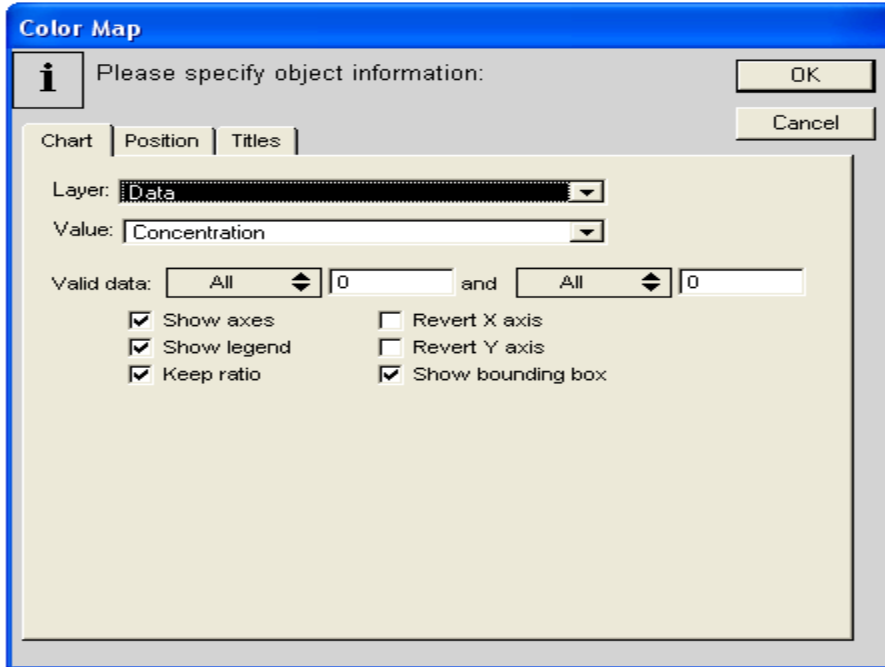 Color Map
i Please specify object information: OK
Cancel
Chart Position Titles
Layer: Data
Value: Concentration
Valid data: All 0 and All 0
Show axes Revert X axis
Show legend Revert Y axis
Keep ratio Show bounding box